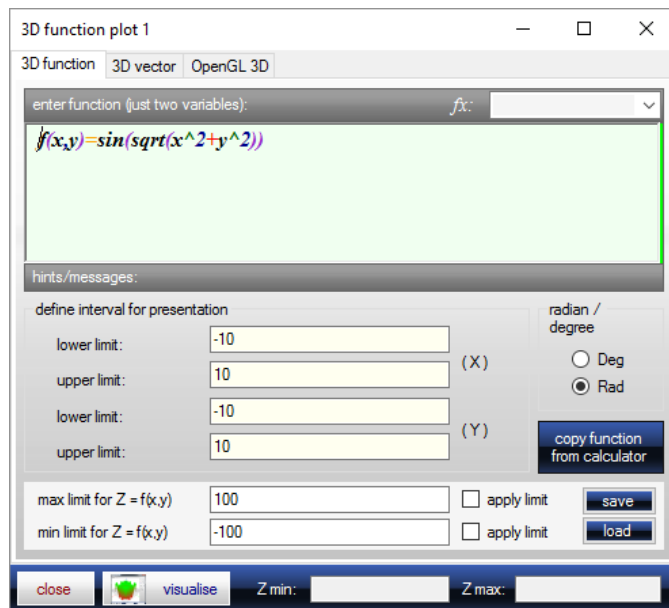 3D function plot 1
3D function 3D vector OpenGL 3D
enter function (just two variables): fx:
f(x,y)=sin(sqrt(x^2+y^2))
hints/messages:
define interval for presentation
radian / degree
lower limit: -10
upper limit: 10
(X)
lower limit: -10
upper limit: 10
(Y)
Deg
Rad
copy function
from calculator
max limit for Z = f(x,y) 100 apply limit save
min limit for Z = f(x,y) -100 apply limit load
close visualise Z min: Z max: